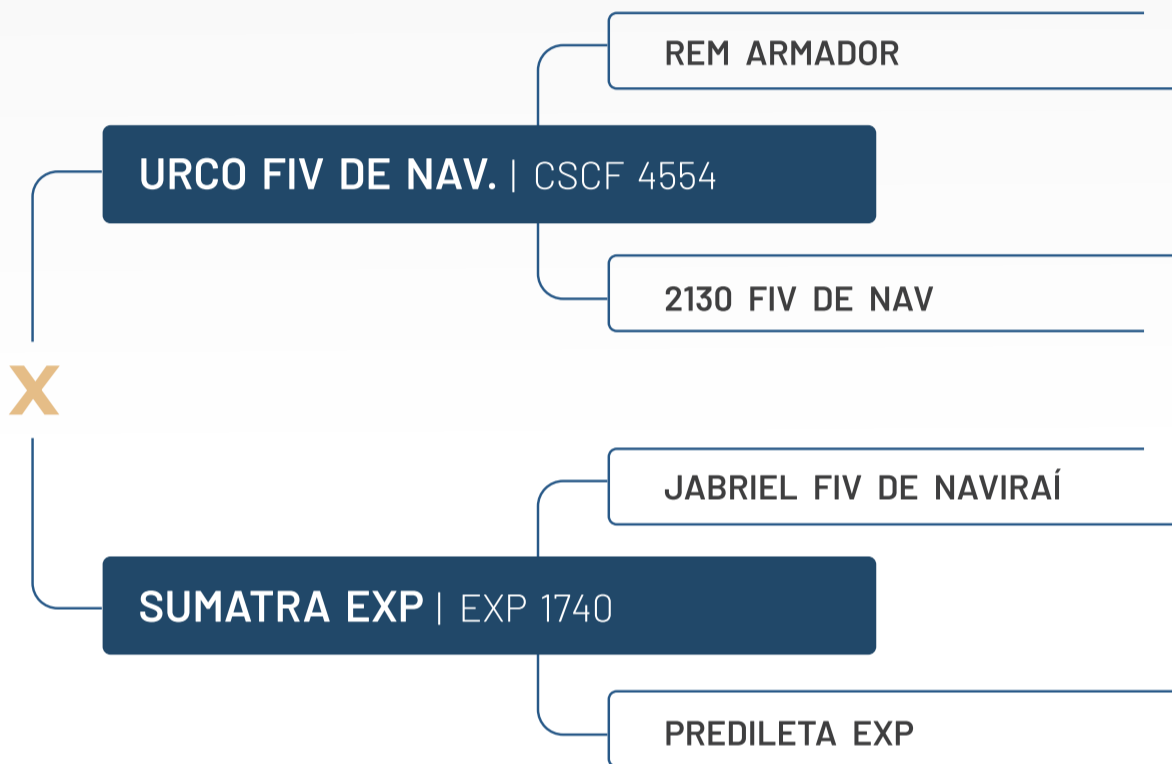 REM ARMADOR
URCO FIV DE NAV. | CSCF 4554
2130 FIV DE NAV
X
JABRIEL FIV DE NAVIRAÍ
SUMATRA EXP | EXP 1740
PREDILETA EXP